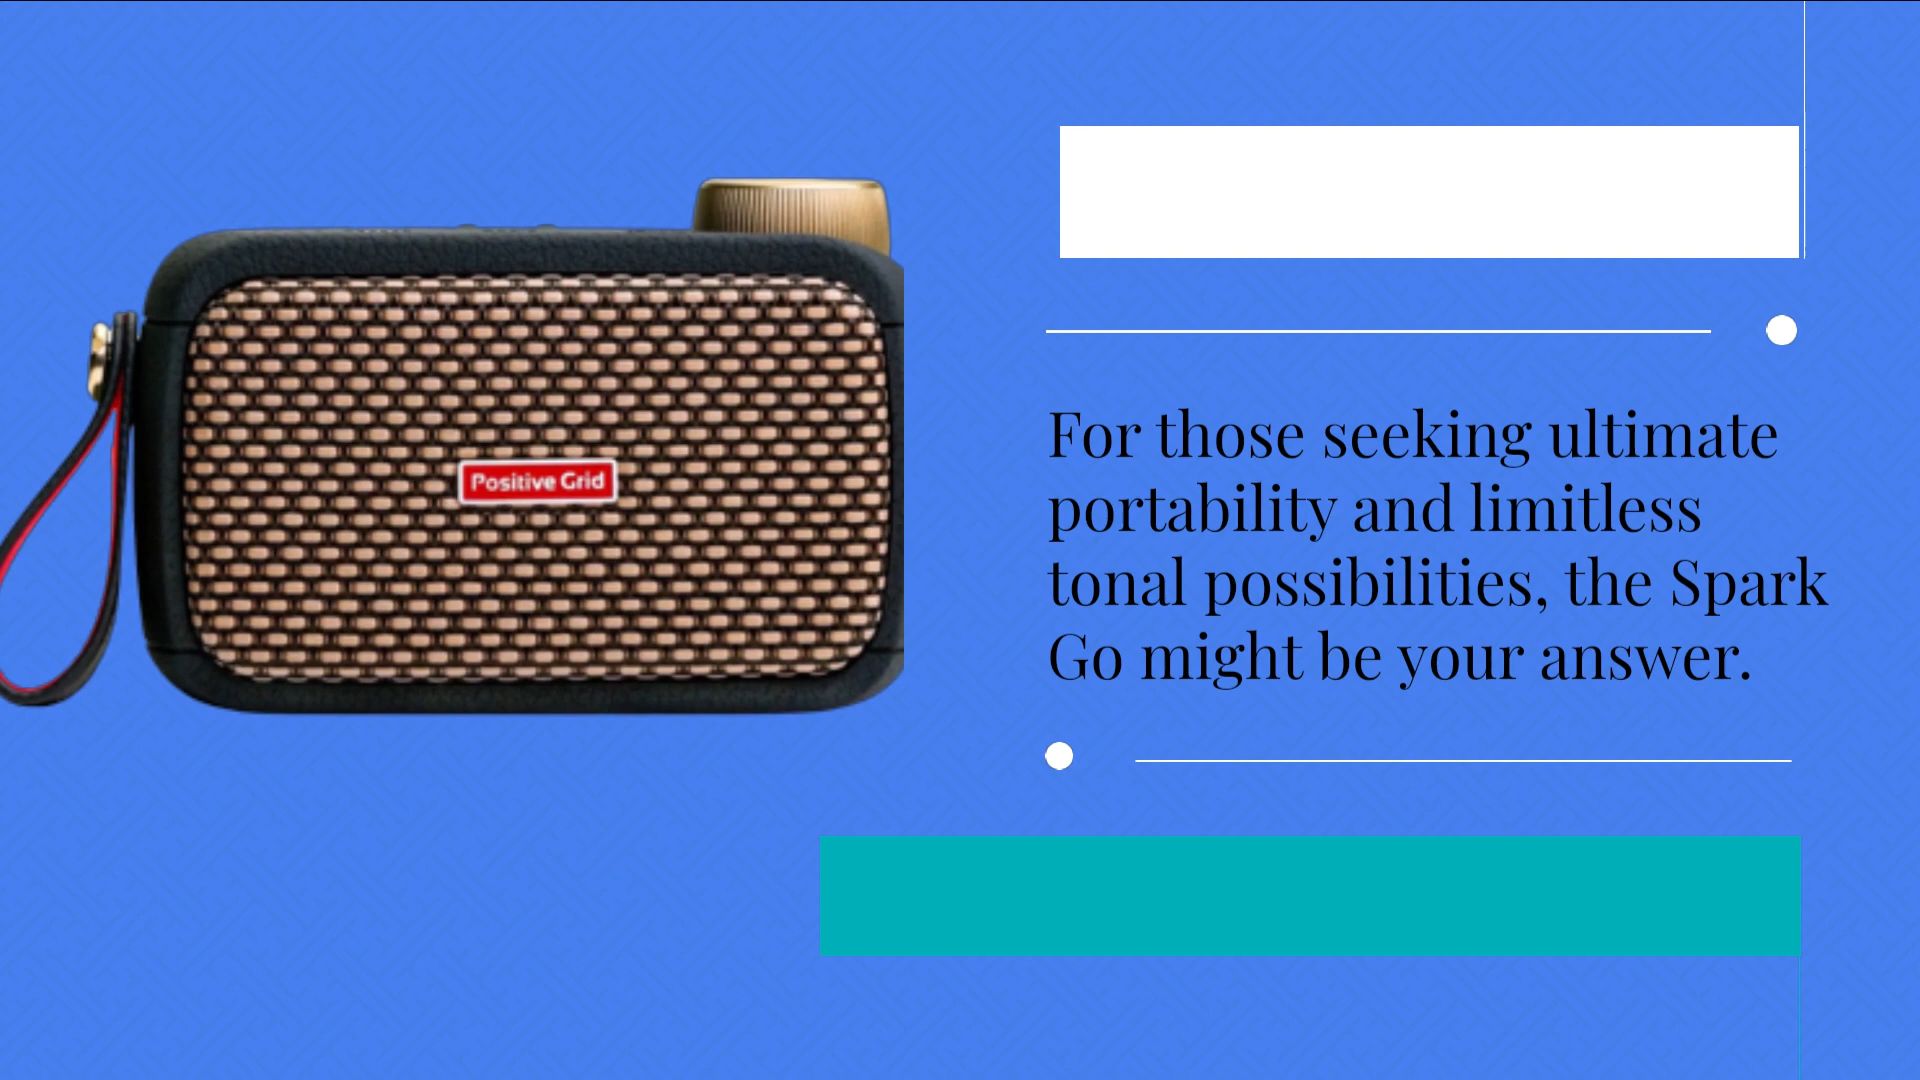 Positive Grid
For those seeking ultimate
portability and limitless
tonal possibilities, the Spark
Go might be your answer.